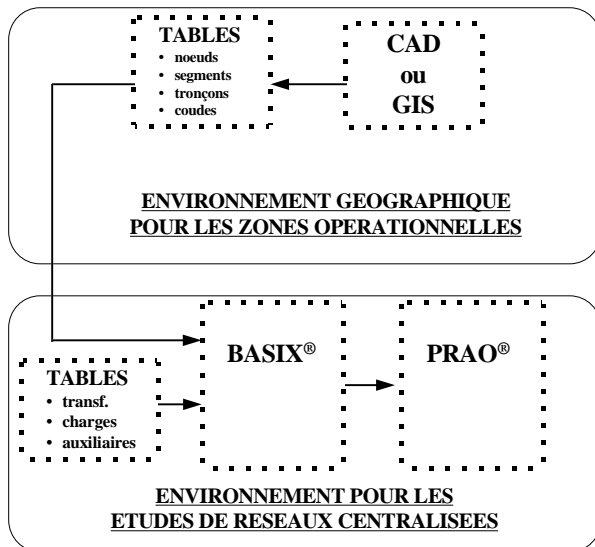 TABLES
• noeuds
• segments
• tronçons
• coudes
CAD
ou
GIS
ENVIRONNEMENT GEOGRAPHIQUE
POUR LES ZONES OPERATIONNELLES
BASIX®
PRAO®
TABLES
• transf.
• charges
• auxiliaires
ENVIRONNEMENT POUR LES
ETUDES DE RESEAUX CENTRALISEES